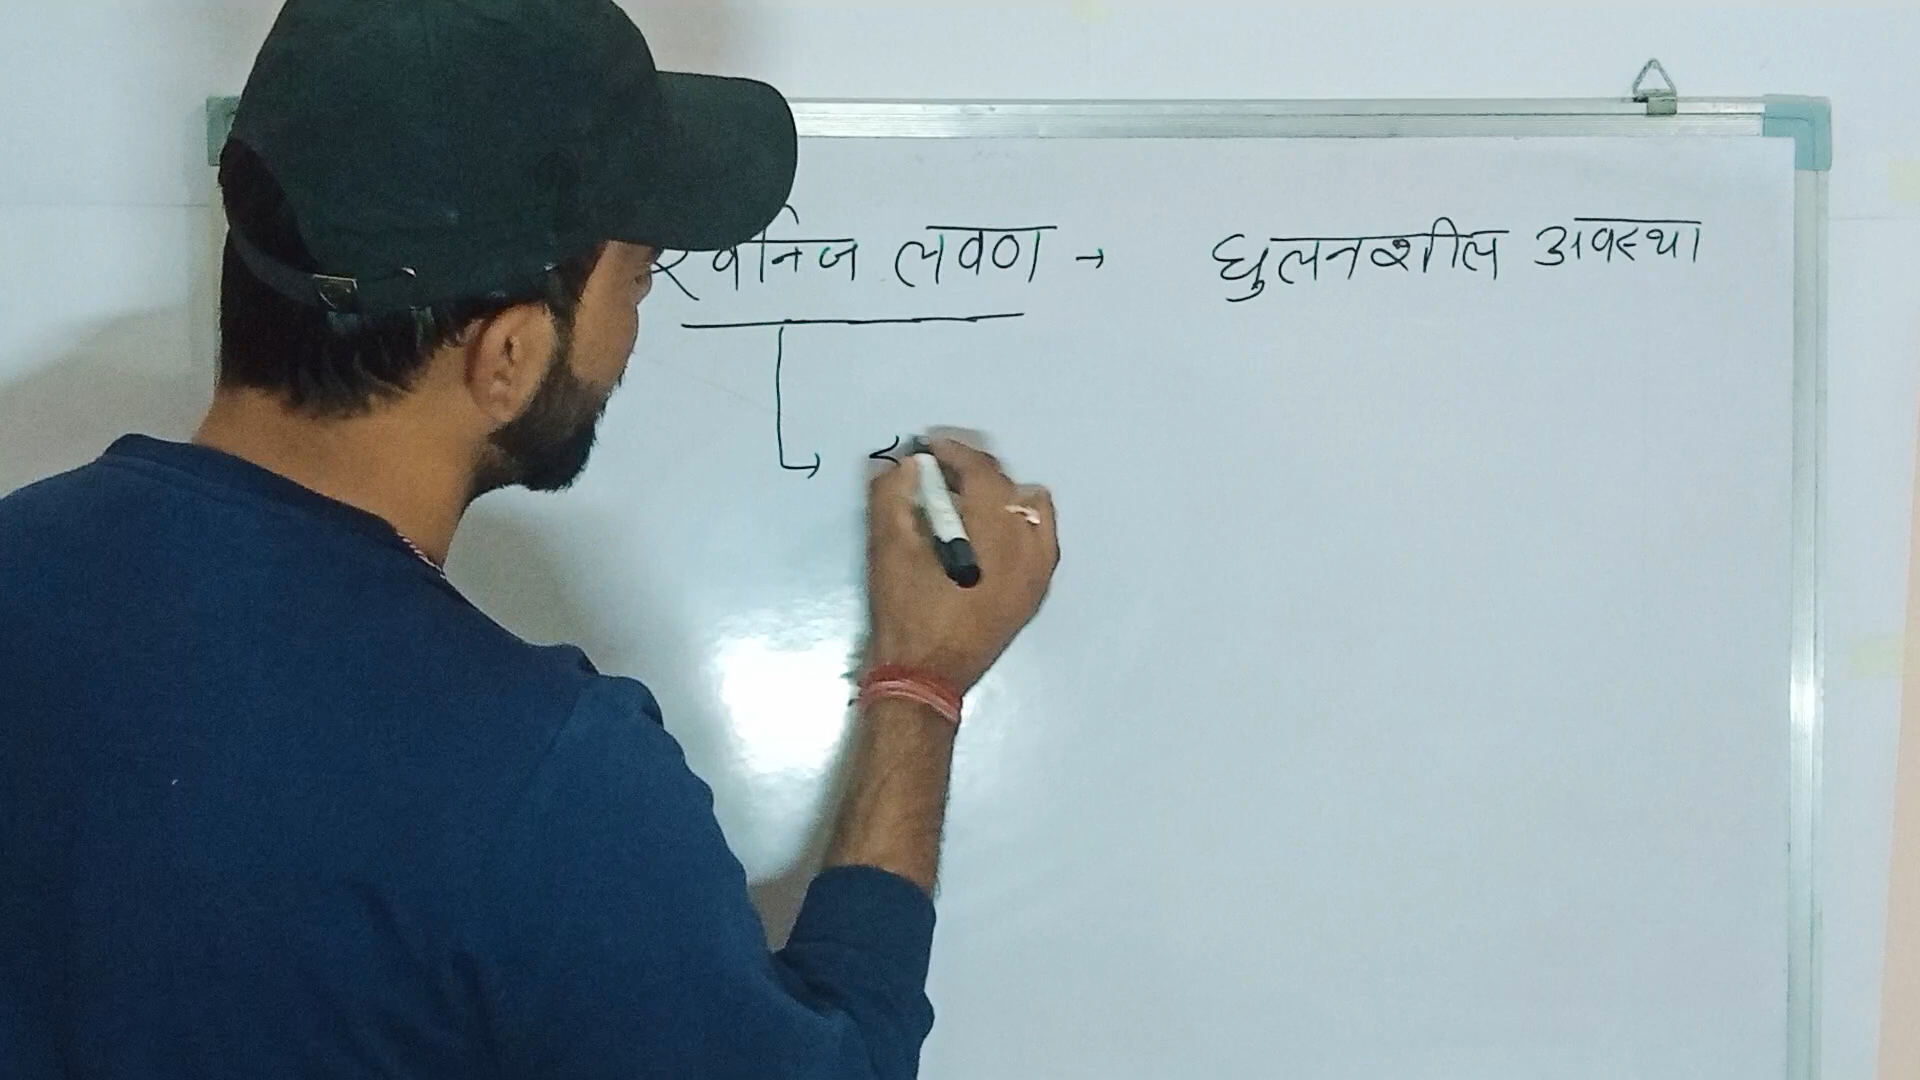 खनिज लवण → घुलनशील अवस्था